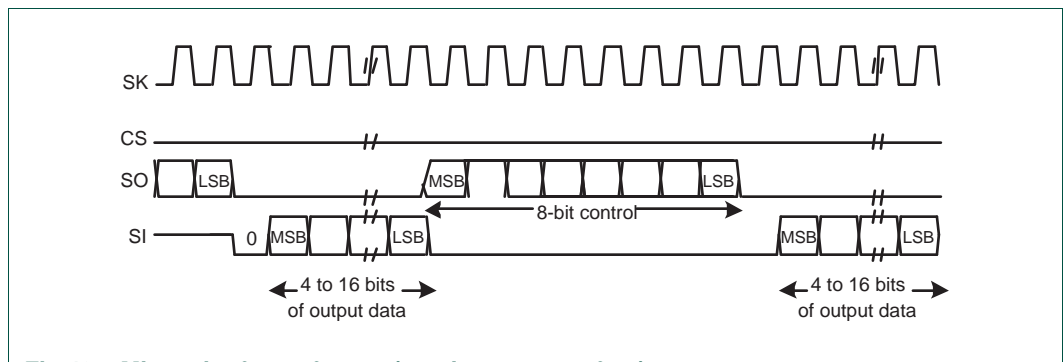 SK
CS
SO
LSB
MSB
LSB
8-bit control
SI
0
MSB
LSB
MSB
LSB
4 to 16 bits
of output data
4 to 16 bits
of output data